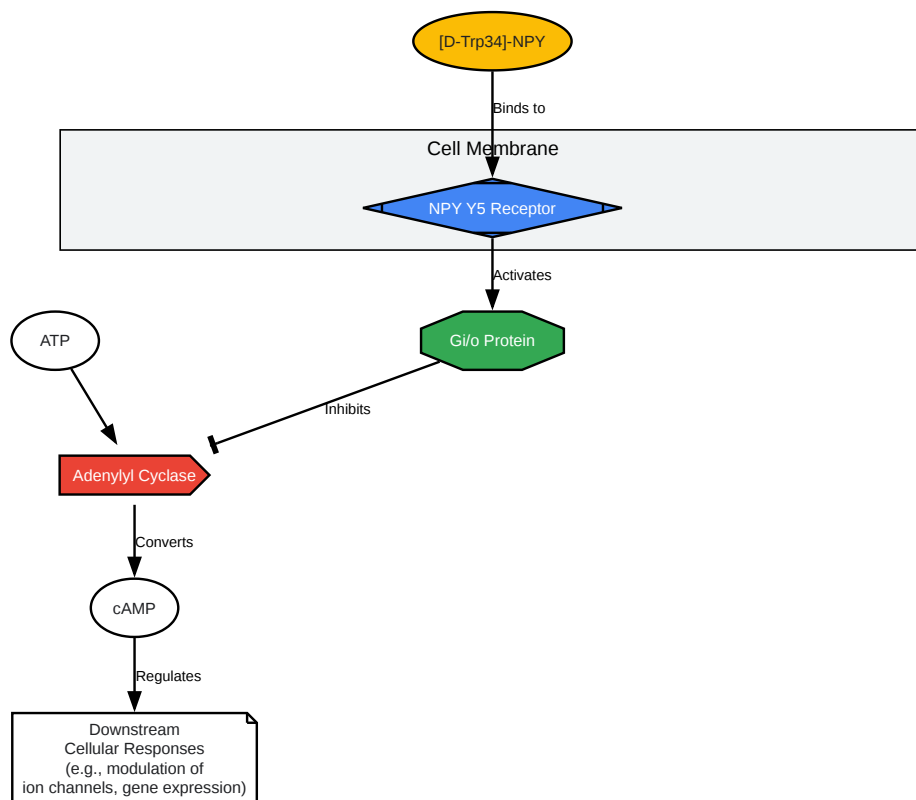 [D-Trp34]-NPY
Binds to
Cell Membrane
NPY Y5 Receptor
Activates
ATP
Gi/o Protein
Inhibits
Adenylyl Cyclase
Converts
cAMP
Regulates
Downstream
Cellular Responses
(e.g., modulation of
ion channels, gene expression)